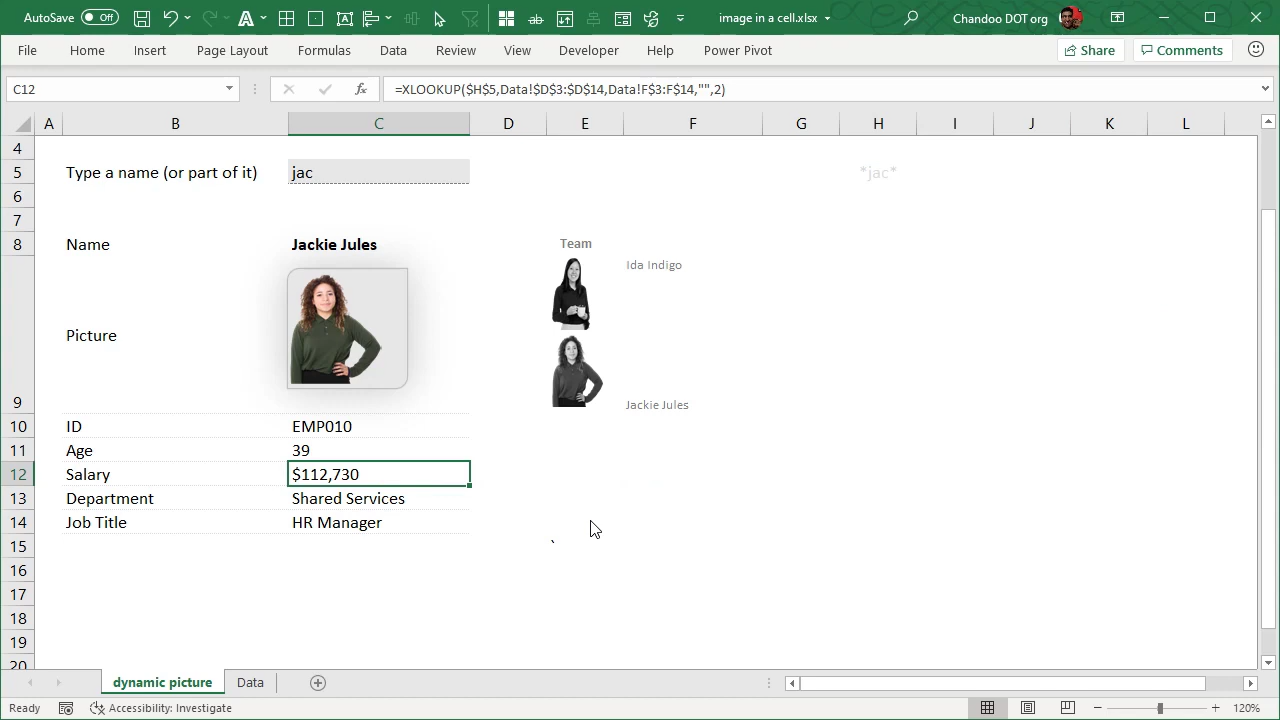 AutoSave Off image in a cell.xlsx Chandoo DOT org
File Home Insert Page Layout Formulas Data Review View Developer Help Power Pivot Share Comments
C12 fx =XLOOKUP($H$5,Data!$D$3:$D$14,Data!F$3:F$14,"",2)
A B C D E F G H I J K L
4
5 Type a name (or part of it) jac *jac*
6
7
8 Name Jackie Jules Team
Ida Indigo
Picture
9 Jackie Jules
10 ID EMP010
11 Age 39
12 Salary $112,730
13 Department Shared Services
14 Job Title HR Manager
15 `
16
17
18
19
20
dynamic picture Data
Ready Accessibility: Investigate 120%